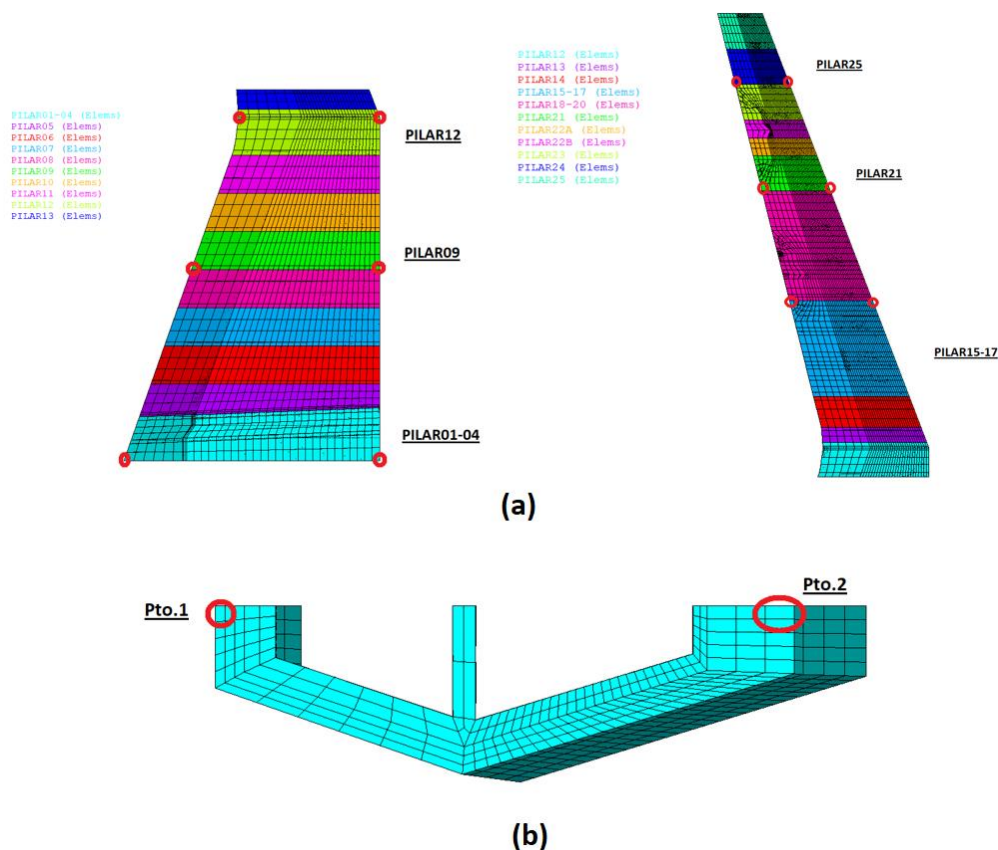 PILAR01-04 (Elems)
PILAR05 (Elems)
PILAR06 (Elems)
PILAR07 (Elems)
PILAR08 (Elems)
PILAR09 (Elems)
PILAR10 (Elems)
PILAR11 (Elems)
PILAR12 (Elems)
PILAR13 (Elems)
PILAR12
PILAR09
PILAR01-04
PILAR12 (Elems)
PILAR13 (Elems)
PILAR14 (Elems)
PILAR15-17 (Elems)
PILAR18-20 (Elems)
PILAR21 (Elems)
PILAR22A (Elems)
PILAR22B (Elems)
PILAR23 (Elems)
PILAR24 (Elems)
PILAR25 (Elems)
PILAR25
PILAR21
PILAR15-17
(a)
Pto.1
Pto.2
(b)